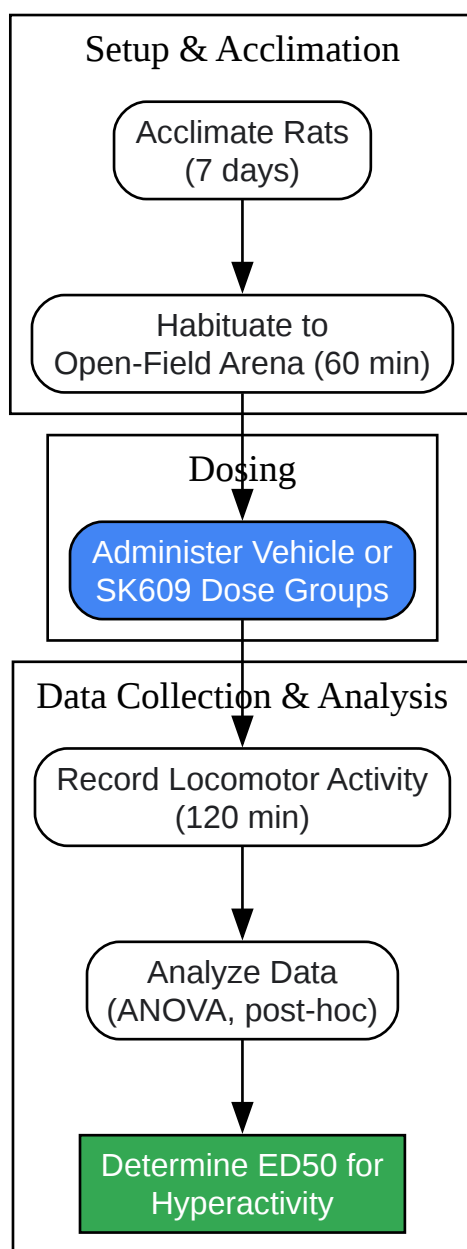 Setup & Acclimation
Acclimate Rats
(7 days)
Habituate to
Open-Field Arena (60 min)
Dosing
Administer Vehicle or
SK609 Dose Groups
Data Collection & Analysis
Record Locomotor Activity
(120 min)
Analyze Data
(ANOVA, post-hoc)
Determine ED50 for
Hyperactivity